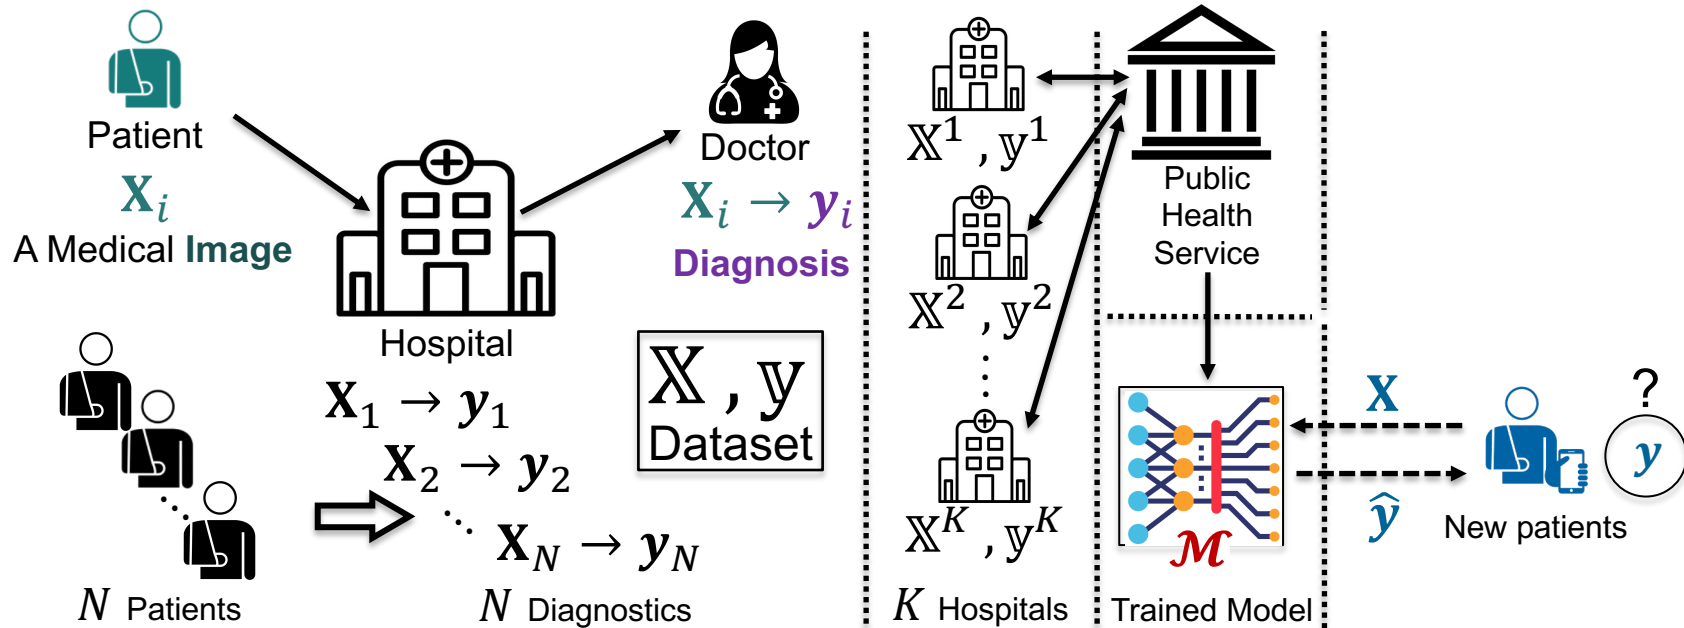 Patient
𝐗ᵢ
A Medical Image
Hospital
Doctor
𝐗ᵢ → 𝒚ᵢ
Diagnosis
N Patients
𝐗₁ → 𝒚₁
𝐗₂ → 𝒚₂
⋱
𝐗_N → 𝒚_N
N Diagnostics
𝕏 , 𝕪
Dataset
𝕏¹ , 𝕪¹
𝕏² , 𝕪²
⋮
𝕏ᴷ , 𝕪ᴷ
K Hospitals
Public
Health
Service
ℳ
Trained Model
𝐗
ŷ
?
𝒚
New patients